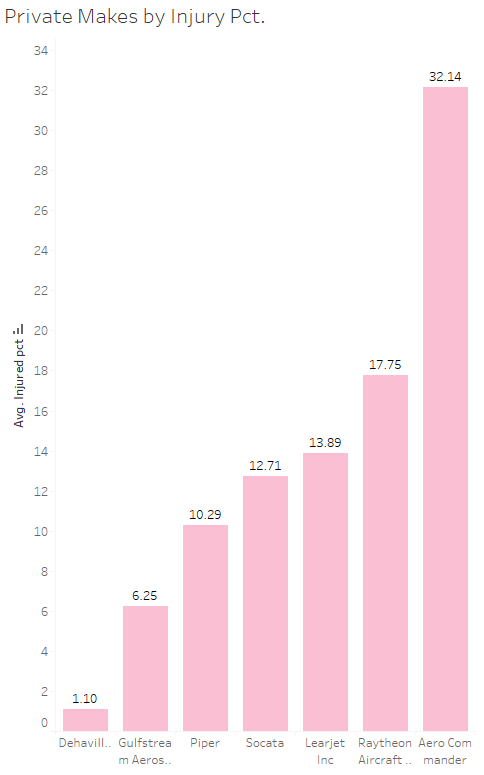 Private Makes by Injury Pct.
34
32
30
28
26
24
22
20
18
16
14
12
10
8
6
4
2
0
Avg. Injured pct
1.10
6.25
10.29
12.71
13.89
17.75
32.14
Dehavill..
Gulfstrea
m Aeros..
Piper
Socata
Learjet
Inc
Raytheon
Aircraft ..
Aero Com
mander